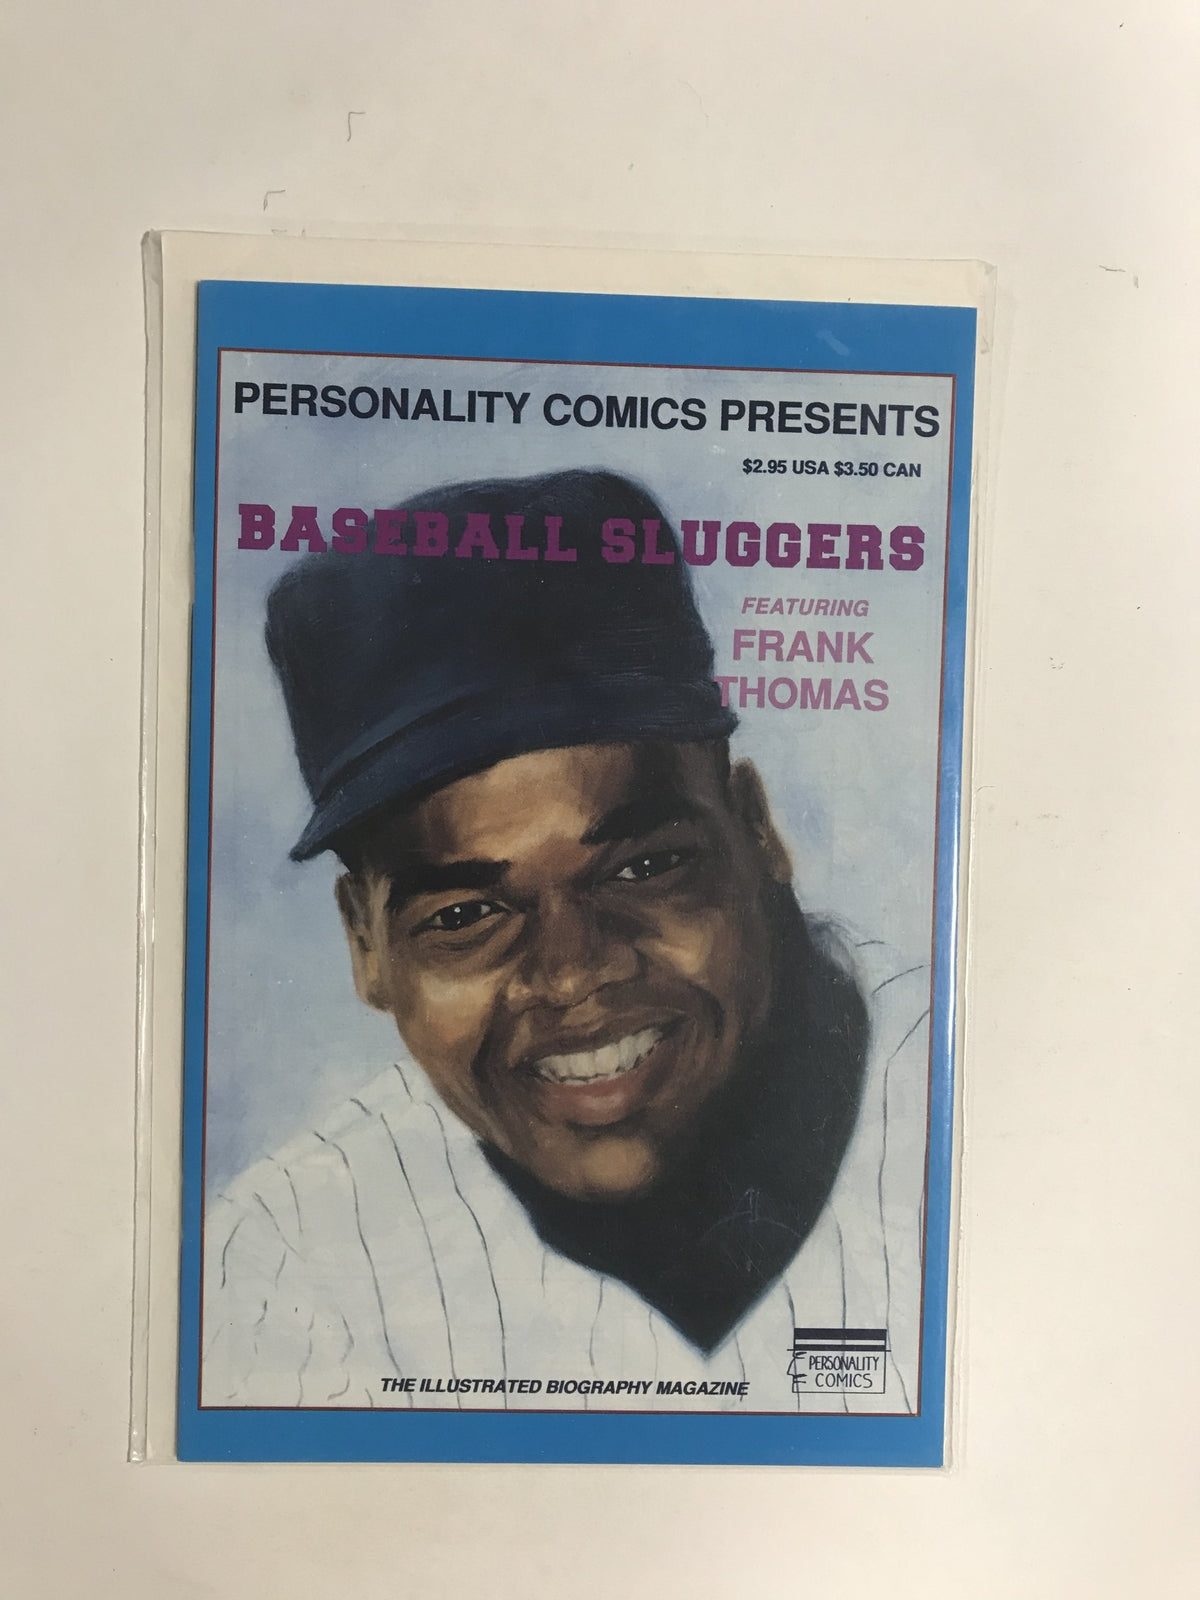 PERSONALITY COMICS PRESENTS
$2.95 USA $3.50 CAN
BASEBALL SLUGGERS
FEATURING
FRANK
THOMAS
THE ILLUSTRATED BIOGRAPHY MAGAZINE
PERSONALITY
COMICS